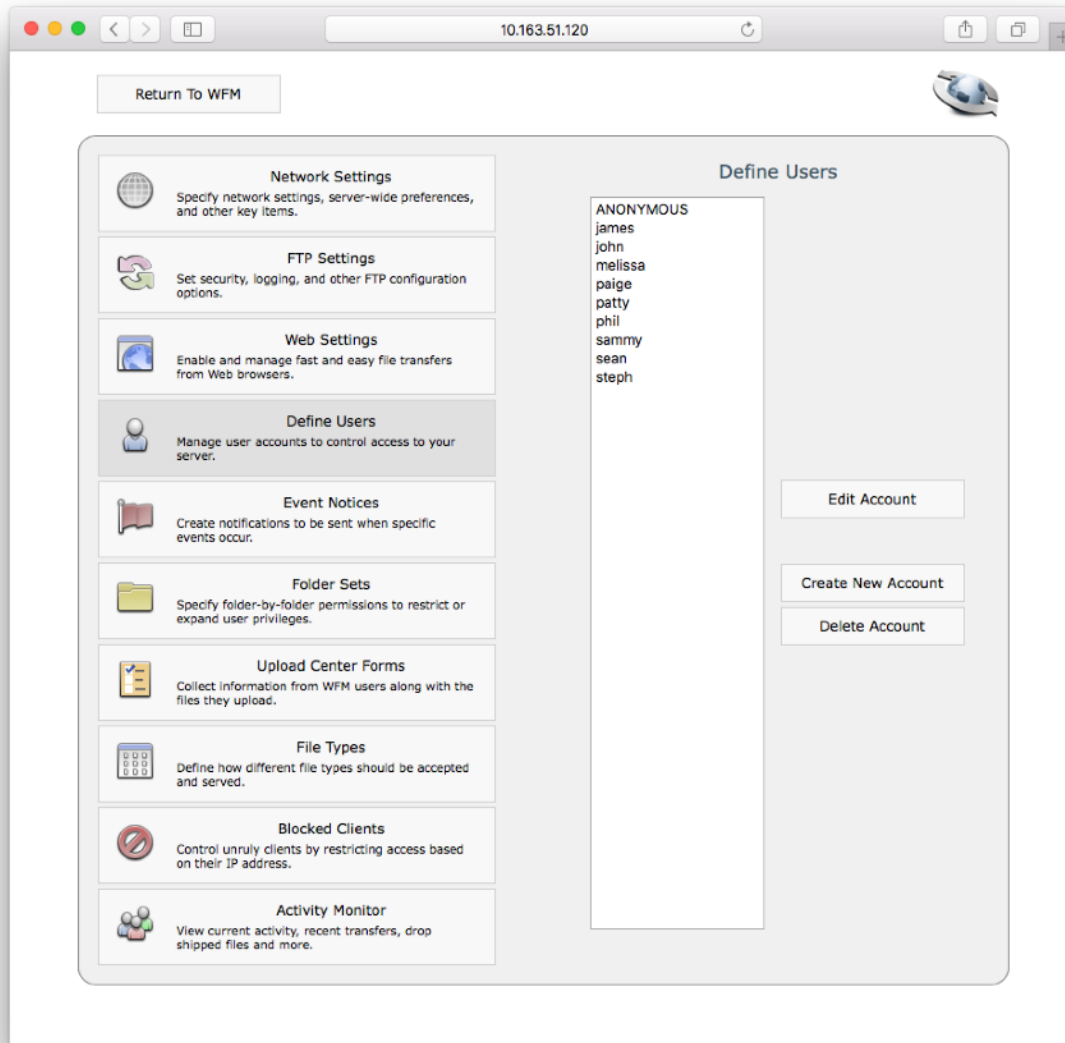 10.163.51.120
Return To WFM
Network Settings
Specify network settings, server-wide preferences,
and other key items.
FTP Settings
Set security, logging, and other FTP configuration
options.
Web Settings
Enable and manage fast and easy file transfers
from Web browsers.
Define Users
Manage user accounts to control access to your
server.
Event Notices
Create notifications to be sent when specific
events occur.
Folder Sets
Specify folder-by-folder permissions to restrict or
expand user privileges.
Upload Center Forms
Collect information from WFM users along with the
files they upload.
File Types
Define how different file types should be accepted
and served.
Blocked Clients
Control unruly clients by restricting access based
on their IP address.
Activity Monitor
View current activity, recent transfers, drop
shipped files and more.
Define Users
ANONYMOUS
james
john
melissa
paige
patty
phil
sammy
sean
steph
Edit Account
Create New Account
Delete Account